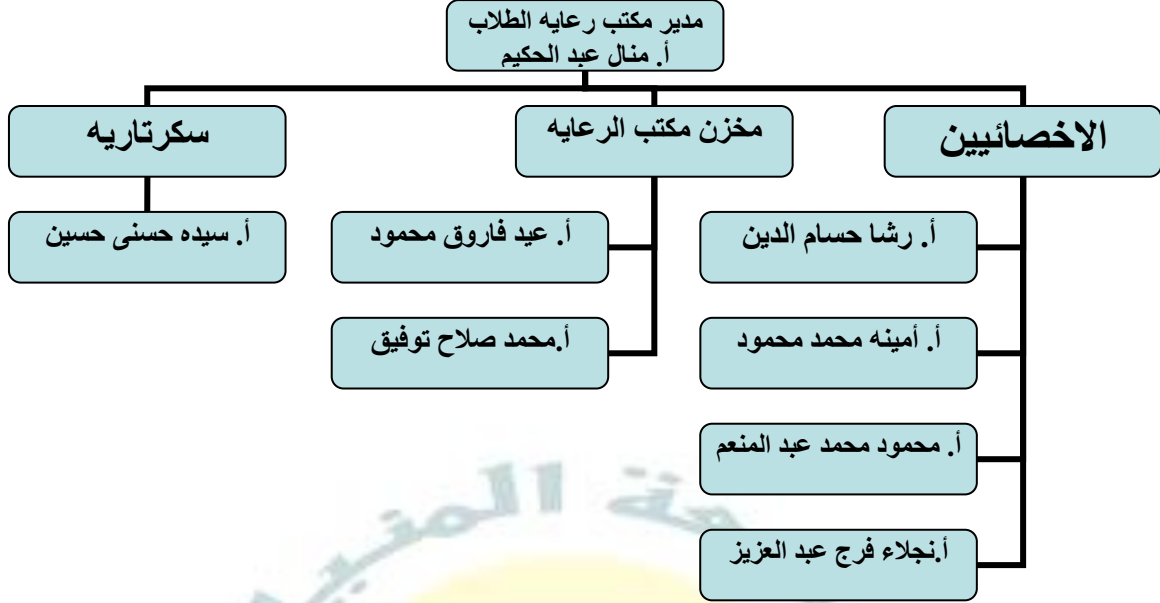 مدير مكتب رعايه الطلاب
أ. منال عبد الحكيم
الاخصائيين
مخزن مكتب الرعايه
سكرتاريه
أ. رشا حسام الدين
أ. عيد فاروق محمود
أ. سيده حسنى حسين
أ. أمينه محمد محمود
أ.محمد صلاح توفيق
أ. محمود محمد عبد المنعم
أ.نجلاء فرج عبد العزيز